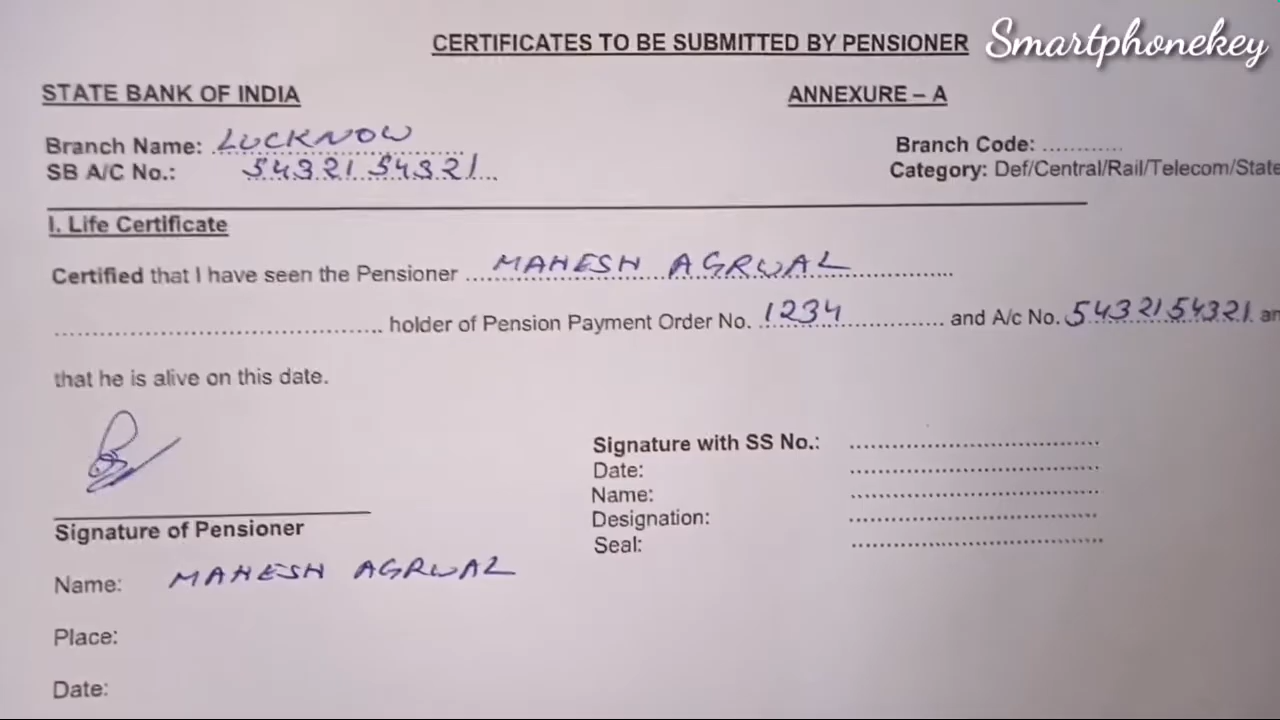 CERTIFICATES TO BE SUBMITTED BY PENSIONER
Smartphonekey
STATE BANK OF INDIA
ANNEXURE – A
Branch Name: LUCKNOW
Branch Code: ............
SB A/C No.: 5432154321
Category: Def/Central/Rail/Telecom/State
I. Life Certificate
Certified that I have seen the Pensioner MAHESH AGRWAL
holder of Pension Payment Order No. 1234 and A/c No. 5432154321 an
that he is alive on this date.
Signature with SS No.:
Date:
Name:
Designation:
Seal:
Signature of Pensioner
Name: MAHESH AGRWAL
Place:
Date: